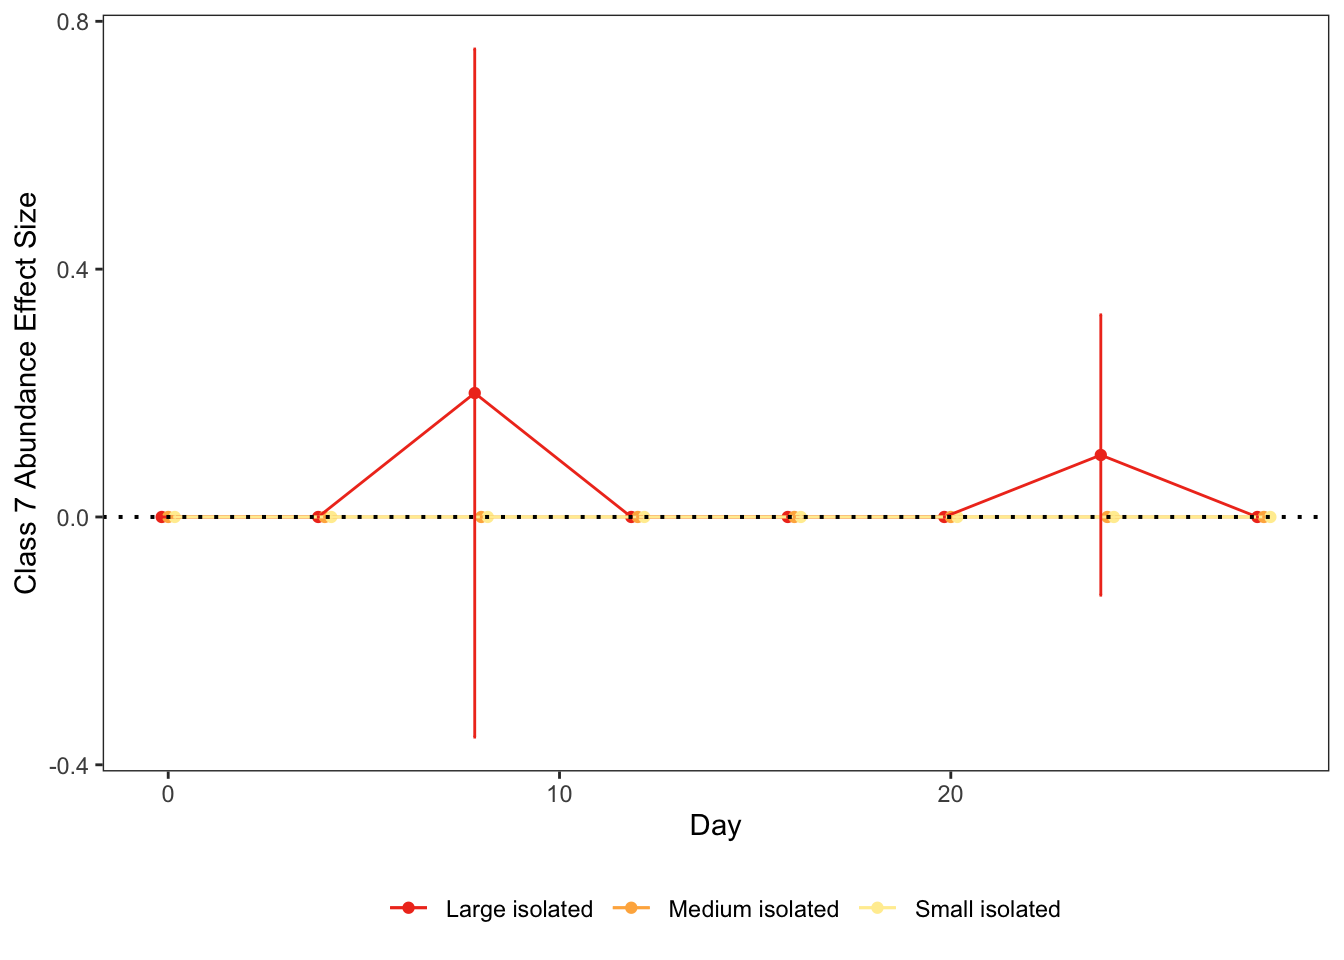 0.8
0.4
0.0
-0.4
Class 7 Abundance Effect Size
0 10 20
Day
Large isolated Medium isolated Small isolated